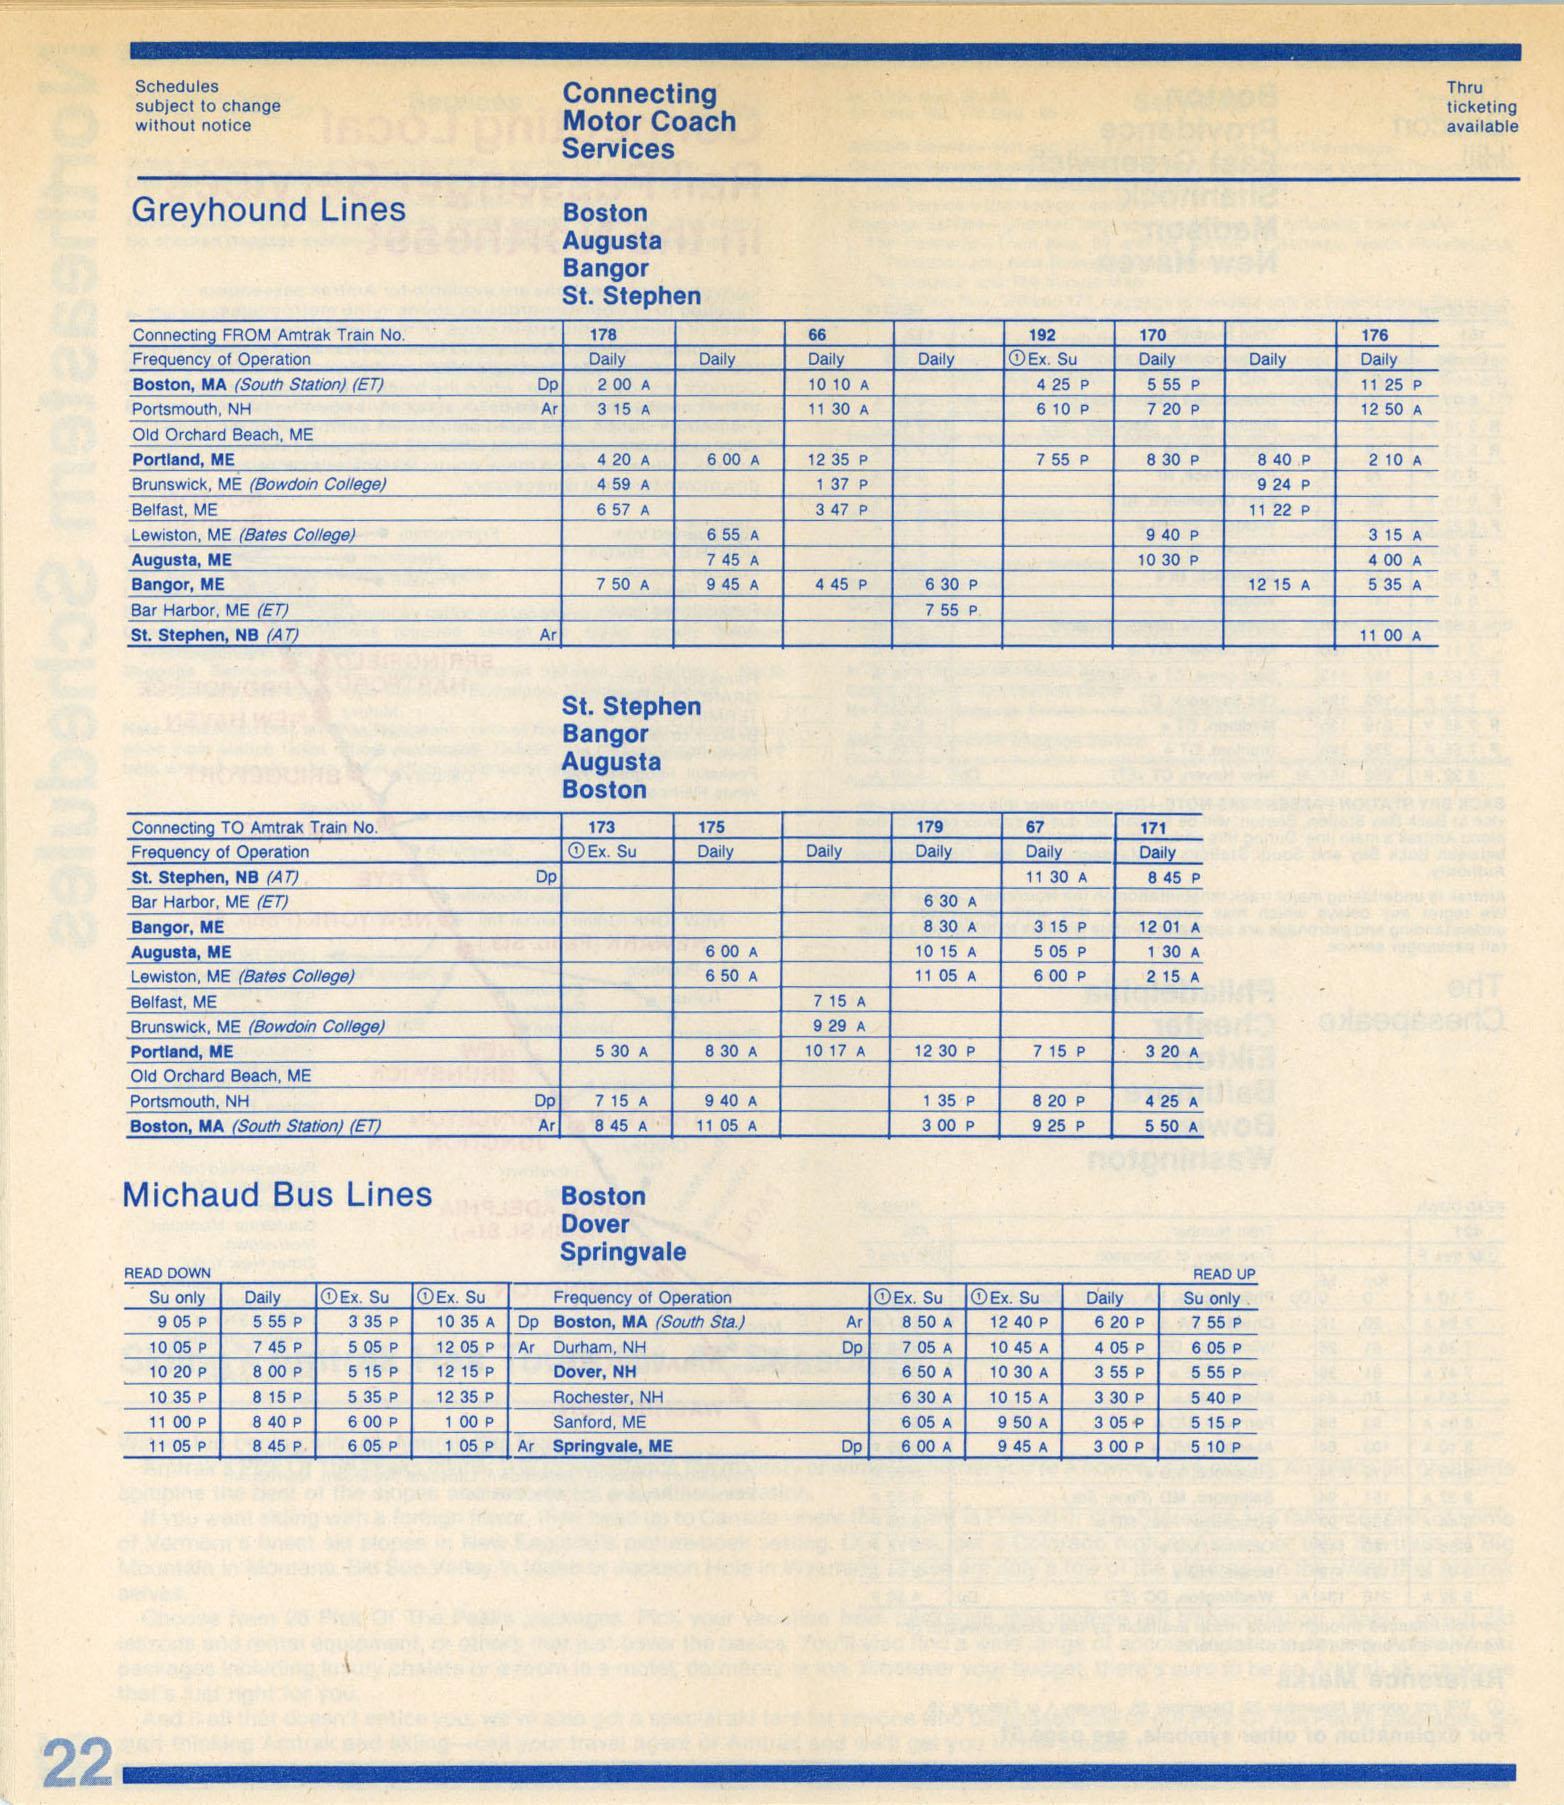 Schedules
subject to change
without notice
Connecting
Motor Coach
Services
Thru
ticketing
available
Greyhound Lines
Boston
Augusta
Bangor
St. Stephen
Connecting FROM Amtrak Train No. 178 66 192 170 176
Frequency of Operation Daily Daily Daily Daily ①Ex. Su Daily Daily Daily
Boston, MA (South Station) (ET) Dp 2 00 A 10 10 A 4 25 P 5 55 P 11 25 P
Portsmouth, NH Ar 3 15 A 11 30 A 6 10 P 7 20 P 12 50 A
Old Orchard Beach, ME
Portland, ME 4 20 A 6 00 A 12 35 P 7 55 P 8 30 P 8 40 P 2 10 A
Brunswick, ME (Bowdoin College) 4 59 A 1 37 P 9 24 P
Belfast, ME 6 57 A 3 47 P 11 22 P
Lewiston, ME (Bates College) 6 55 A 9 40 P 3 15 A
Augusta, ME 7 45 A 10 30 P 4 00 A
Bangor, ME 7 50 A 9 45 A 4 45 P 6 30 P 12 15 A 5 35 A
Bar Harbor, ME (ET) 7 55 P
St. Stephen, NB (AT) Ar 11 00 A
St. Stephen
Bangor
Augusta
Boston
Connecting TO Amtrak Train No. 173 175 179 67 171
Frequency of Operation ①Ex. Su Daily Daily Daily Daily Daily
St. Stephen, NB (AT) Dp 11 30 A 8 45 P
Bar Harbor, ME (ET) 6 30 A
Bangor, ME 8 30 A 3 15 P 12 01 A
Augusta, ME 6 00 A 10 15 A 5 05 P 1 30 A
Lewiston, ME (Bates College) 6 50 A 11 05 A 6 00 P 2 15 A
Belfast, ME 7 15 A
Brunswick, ME (Bowdoin College) 9 29 A
Portland, ME 5 30 A 8 30 A 10 17 A 12 30 P 7 15 P 3 20 A
Old Orchard Beach, ME
Portsmouth, NH Dp 7 15 A 9 40 A 1 35 P 8 20 P 4 25 A
Boston, MA (South Station) (ET) Ar 8 45 A 11 05 A 3 00 P 9 25 P 5 50 A
Michaud Bus Lines
Boston
Dover
Springvale
READ DOWN READ UP
Su only Daily ①Ex. Su ①Ex. Su Frequency of Operation ①Ex. Su ①Ex. Su Daily Su only
9 05 P 5 55 P 3 35 P 10 35 A Dp Boston, MA (South Sta.) Ar 8 50 A 12 40 P 6 20 P 7 55 P
10 05 P 7 45 P 5 05 P 12 05 P Ar Durham, NH Dp 7 05 A 10 45 A 4 05 P 6 05 P
10 20 P 8 00 P 5 15 P 12 15 P Dover, NH 6 50 A 10 30 A 3 55 P 5 55 P
10 35 P 8 15 P 5 35 P 12 35 P Rochester, NH 6 30 A 10 15 A 3 30 P 5 40 P
11 00 P 8 40 P 6 00 P 1 00 P Sanford, ME 6 05 A 9 50 A 3 05 P 5 15 P
11 05 P 8 45 P 6 05 P 1 05 P Ar Springvale, ME Dp 6 00 A 9 45 A 3 00 P 5 10 P
22